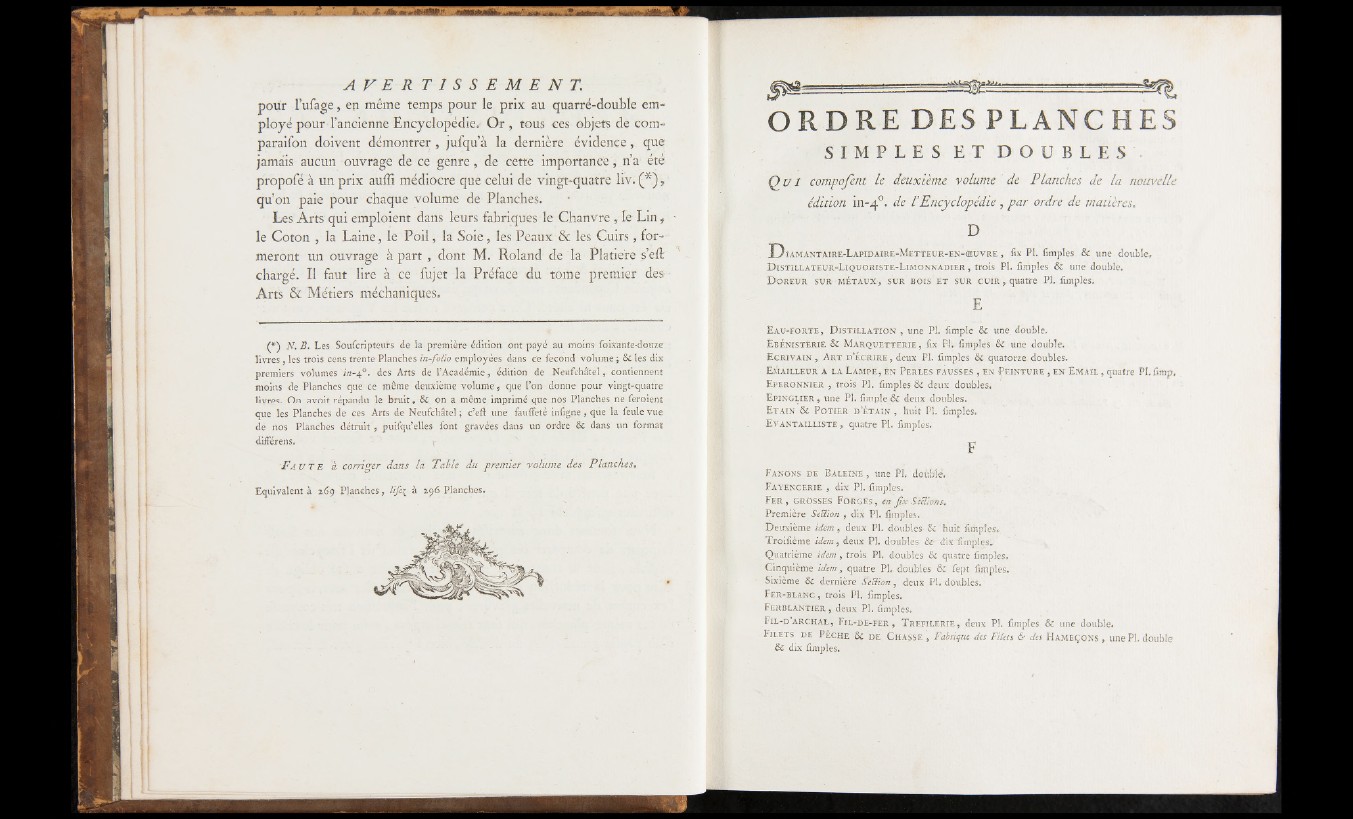 AVERTISSEMENT.
pour l'uſage, en même temps pour le prix au quarré-double em-
ployé pour l'ancienne Encyclopédie. Or, tous ces objets de com-
paraiſon doivent démontrer, juſqu'à la dernière évidence, que
jamais aucun ouvrage de ce genre, de cette importance, n'a été
propoſé à un prix auſſi médiocre que celui de vingt-quatre liv. (*),
qu'on paie pour chaque volume de Planches.
Les Arts qui emploient dans leurs fabriques le Chanvre, le Lin,
le Coton, la Laine, le Poil, la Soie, les Peaux & les Cuirs, for-
meront un ouvrage à part, dont M. Roland de la Platiere s'eſt
chargé. Il faut lire à ce ſujet la Préface du tome premier des
Arts & Métiers méchaniques.
(*) N. B. Les Souſcripteurs de la première édition ont payé au moins ſoixante-douze
livres, les trois cens trente Planches in-folio employées dans ce ſecond volume; & les dix
premiers volumes in-4°. des Arts de l'Académie, édition de Neufchâtel, contiennent
moins de Planches que ce même deuxième volume, que l'on donne pour vingt-quatre
livres. On avoit répandu le bruit, & on a même imprimé que nos Planches ne ſeroient
que les Planches de ces Arts de Neufchâtel; c'eſt une fauſſeté inſigne, que la ſeule vue
de nos Planches détruit, puiſqu'elles ſont gravées dans un ordre & dans un format
différens.
FAUTE à corriger dans la Table du premier volume des Planches.
Equivalent à 269 Planches, liſez à 296 Planches.
ORDRE DES PLANCHES
SIMPLES ET DOUBLES
QUI compoſent le deuxième volume de Planches de la nouvelle
édition in-4°. de l'Encyclopédie, par ordre de matières.
D
DIAMANTAIRE-LAPIDAIRE-METTEUR-EN-ŒUVRE, ſix Pl. ſimples & une double.
DISTILLATEUR-LIQUORISTE-LIMONNADIER, trois Pl. ſimples & une double.
DOREUR SUR MÉTAUX, SUR BOIS ET SUR CUIR, quatre Pl. ſimples.
E
EAU-FORTE, DISTILLATION, une Pl. ſimple & une double.
EBÉNISTERIE & MARQUETTERIE, ſix Pl. ſimples & une double.
ECRIVAIN, ART D'ÉCRIRE, deux Pl. ſimples & quatorze doubles.
EMAILLEUR A LA LAMPE, EN PERLES FAUSSES, EN PEINTURE, EN EMAIL, quatre Pl. ſimp.
EPERONNIER, trois Pl. ſimples & deux doubles.
EPINGLIER, une Pl. ſimple & deux doubles.
ETAIN & POTIER D'ÉTAIN, huit Pl. ſimples.
EVANTAILLISTE, quatre Pl. ſimples.
F
FANONS DE BALEINE, une Pl. double.
FAYENCERIE, dix Pl. ſimples.
FER, GROSSES FORGES, en ſix Sections.
Première Section, dix Pl. ſimples.
Deuxième idem, deux Pl. doubles & huit ſimples.
Troiſième idem, deux Pl. doubles & dix ſimples.
Quatrième idem, trois Pl. doubles & quatre ſimples.
Cinquième idem, quatre Pl. doubles & ſept ſimples.
Sixième & dernière Section, deux Pl. doubles.
FER-BLANC, trois Pl. ſimples.
FERBLANTIER, deux Pl. ſimples.
FIL-D'ARCHAL, FIL-DE-FER, TREFILERIE, deux Pl. ſimples & une double.
FILETS DE PÊCHE & DE CHASSE, Fabrique des Filets & des HAMEÇONS, une Pl. double
& dix ſimples.